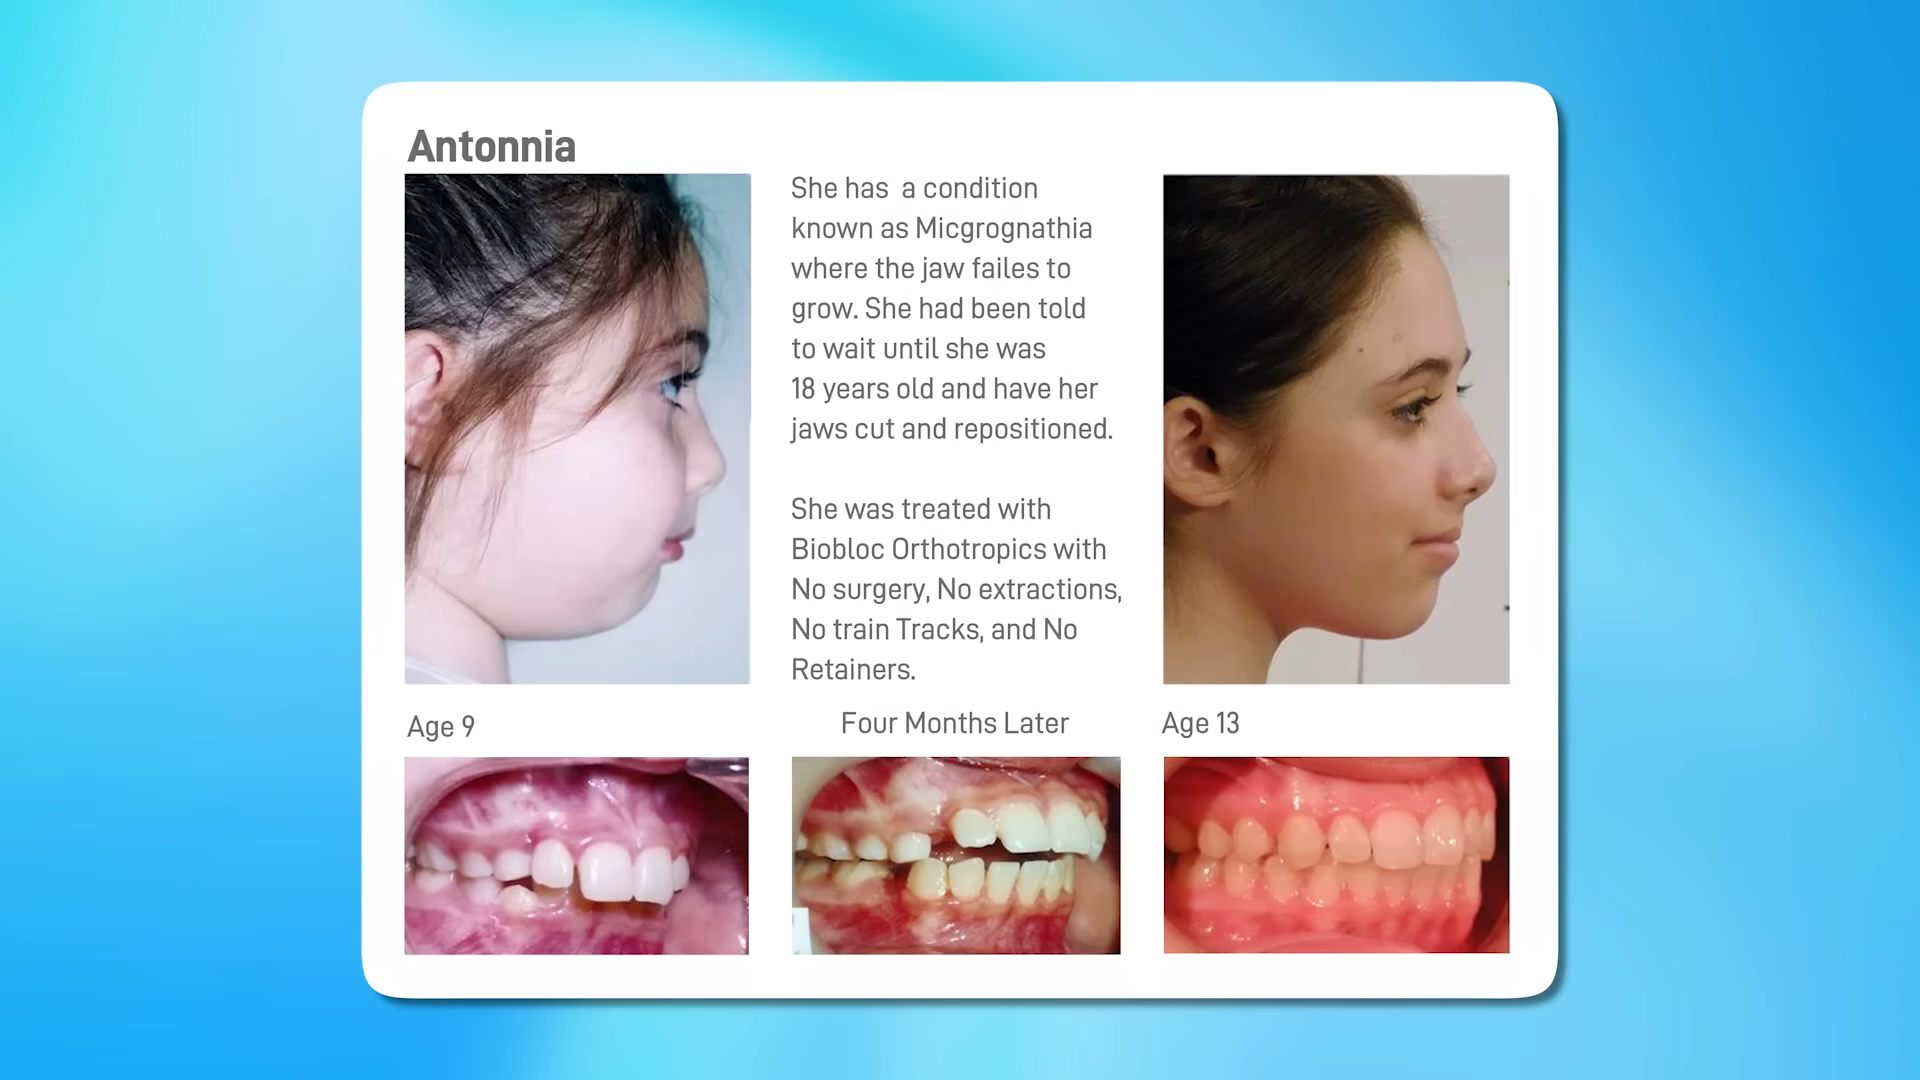 Antonnia
She has a condition
known as Micgrognathia
where the jaw failes to
grow. She had been told
to wait until she was
18 years old and have her
jaws cut and repositioned.
She was treated with
Biobloc Orthotropics with
No surgery, No extractions,
No train Tracks, and No
Retainers.
Age 9
Four Months Later
Age 13